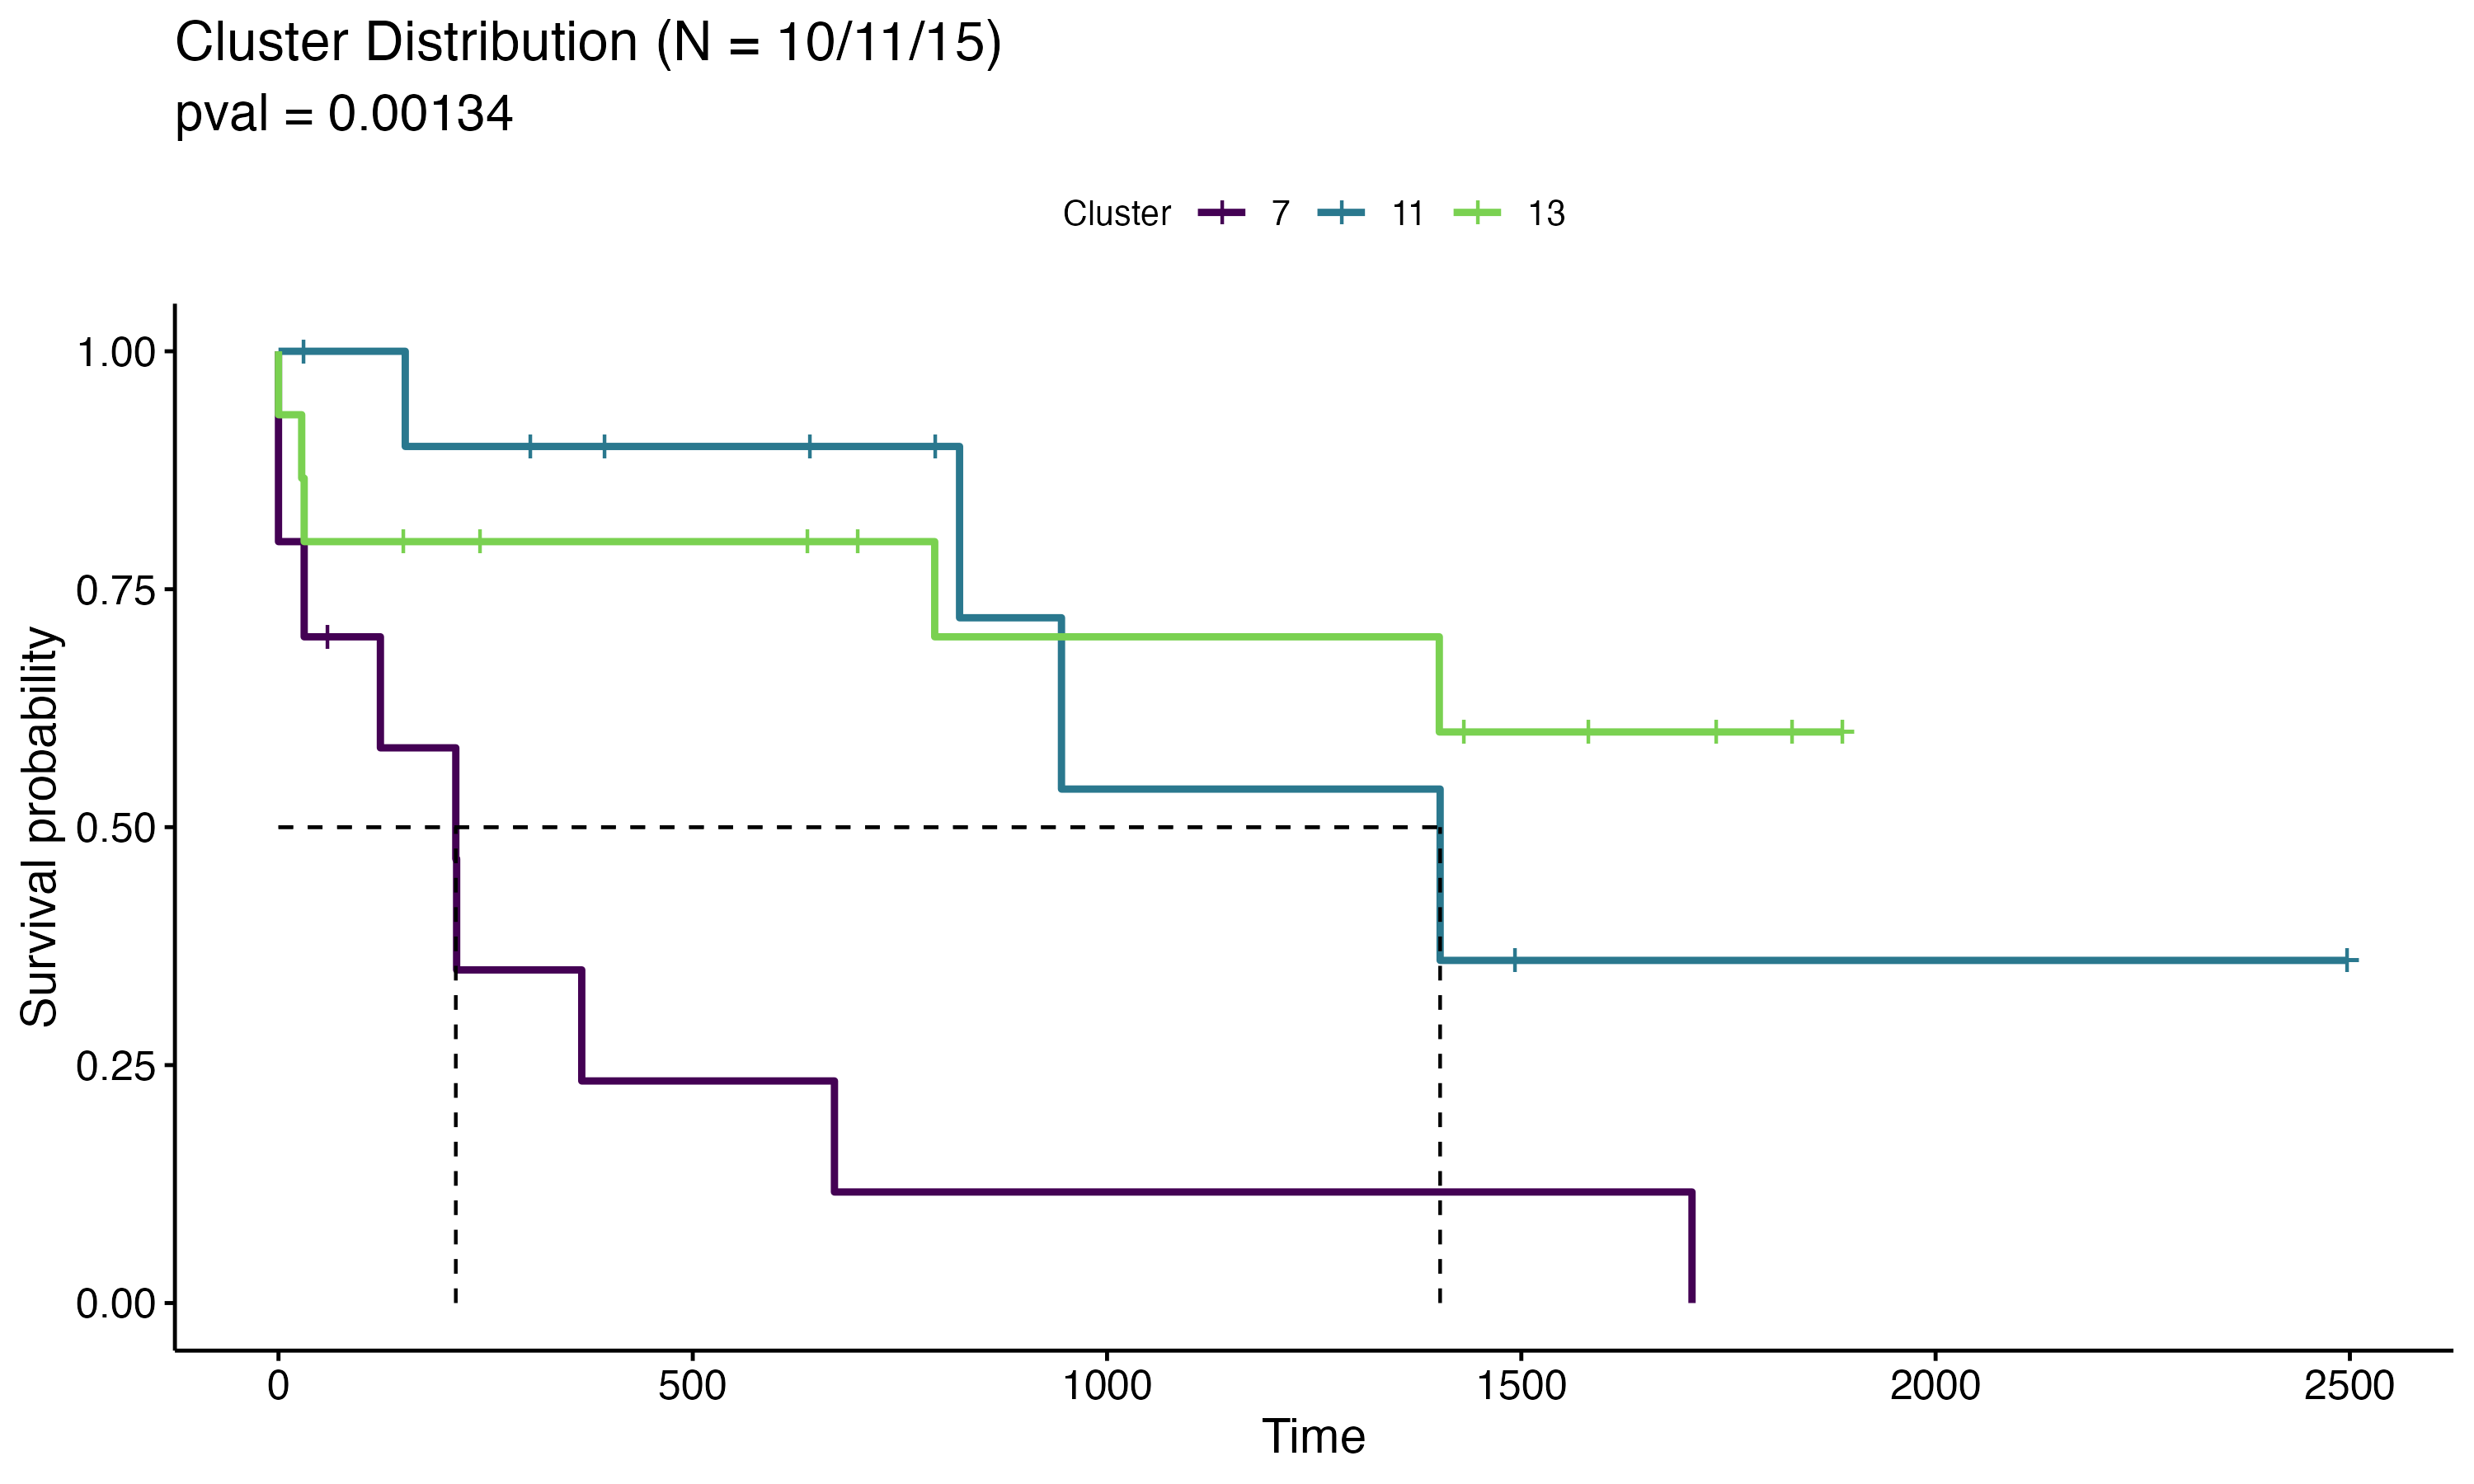 Cluster Distribution (N = 10/11/15)
pval = 0.00134
Cluster 7 11 13
Survival probability
1.00
0.75
0.50
0.25
0.00
0 500 1000 1500 2000 2500
Time